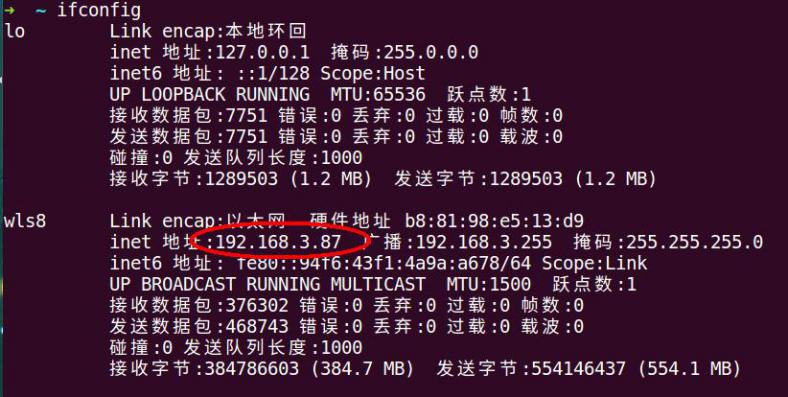 ➜ ~ ifconfig
lo Link encap:本地环回
inet 地址:127.0.0.1 掩码:255.0.0.0
inet6 地址: ::1/128 Scope:Host
UP LOOPBACK RUNNING MTU:65536 跃点数:1
接收数据包:7751 错误:0 丢弃:0 过载:0 帧数:0
发送数据包:7751 错误:0 丢弃:0 过载:0 载波:0
碰撞:0 发送队列长度:1000
接收字节:1289503 (1.2 MB) 发送字节:1289503 (1.2 MB)
wls8 Link encap:以太网 硬件地址 b8:81:98:e5:13:d9
inet 地址:192.168.3.87 广播:192.168.3.255 掩码:255.255.255.0
inet6 地址: fe80::94f6:43f1:4a9a:a678/64 Scope:Link
UP BROADCAST RUNNING MULTICAST MTU:1500 跃点数:1
接收数据包:376302 错误:0 丢弃:0 过载:0 帧数:0
发送数据包:468743 错误:0 丢弃:0 过载:0 载波:0
碰撞:0 发送队列长度:1000
接收字节:384786603 (384.7 MB) 发送字节:554146437 (554.1 MB)